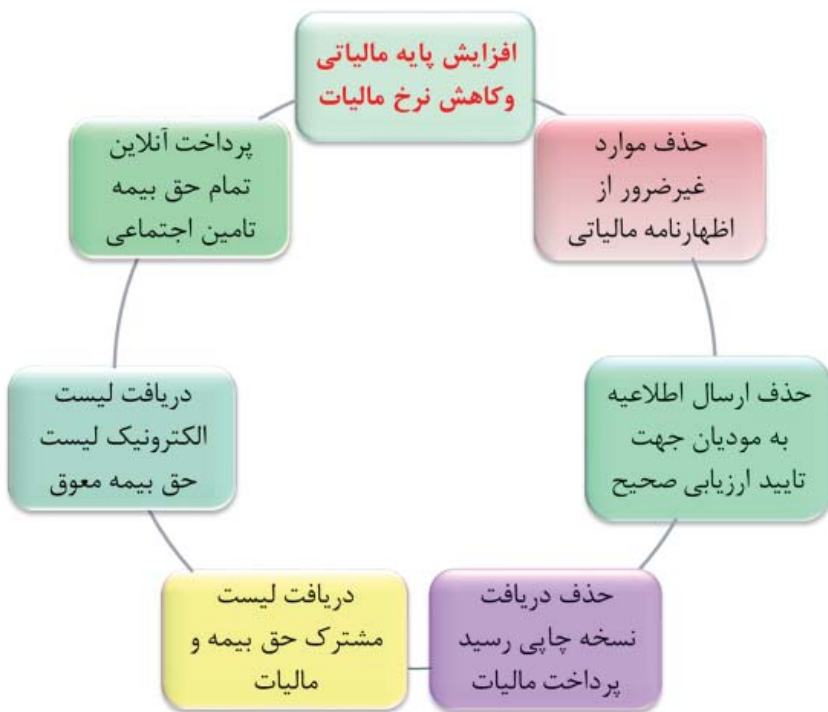 افزایش پایه مالیاتی
وکاهش نرخ مالیات
حذف موارد
غیرضرور از
اظهارنامه مالیاتی
حذف ارسال اطلاعیه
به مودیان جهت
تایید ارزیابی صحیح
حذف دریافت
نسخه چاپی رسید
پرداخت مالیات
دریافت لیست
مشترک حق بیمه و
مالیات
دریافت لیست
الکترونیک لیست
حق بیمه معوق
پرداخت آنلاین
تمام حق بیمه
تامین اجتماعی